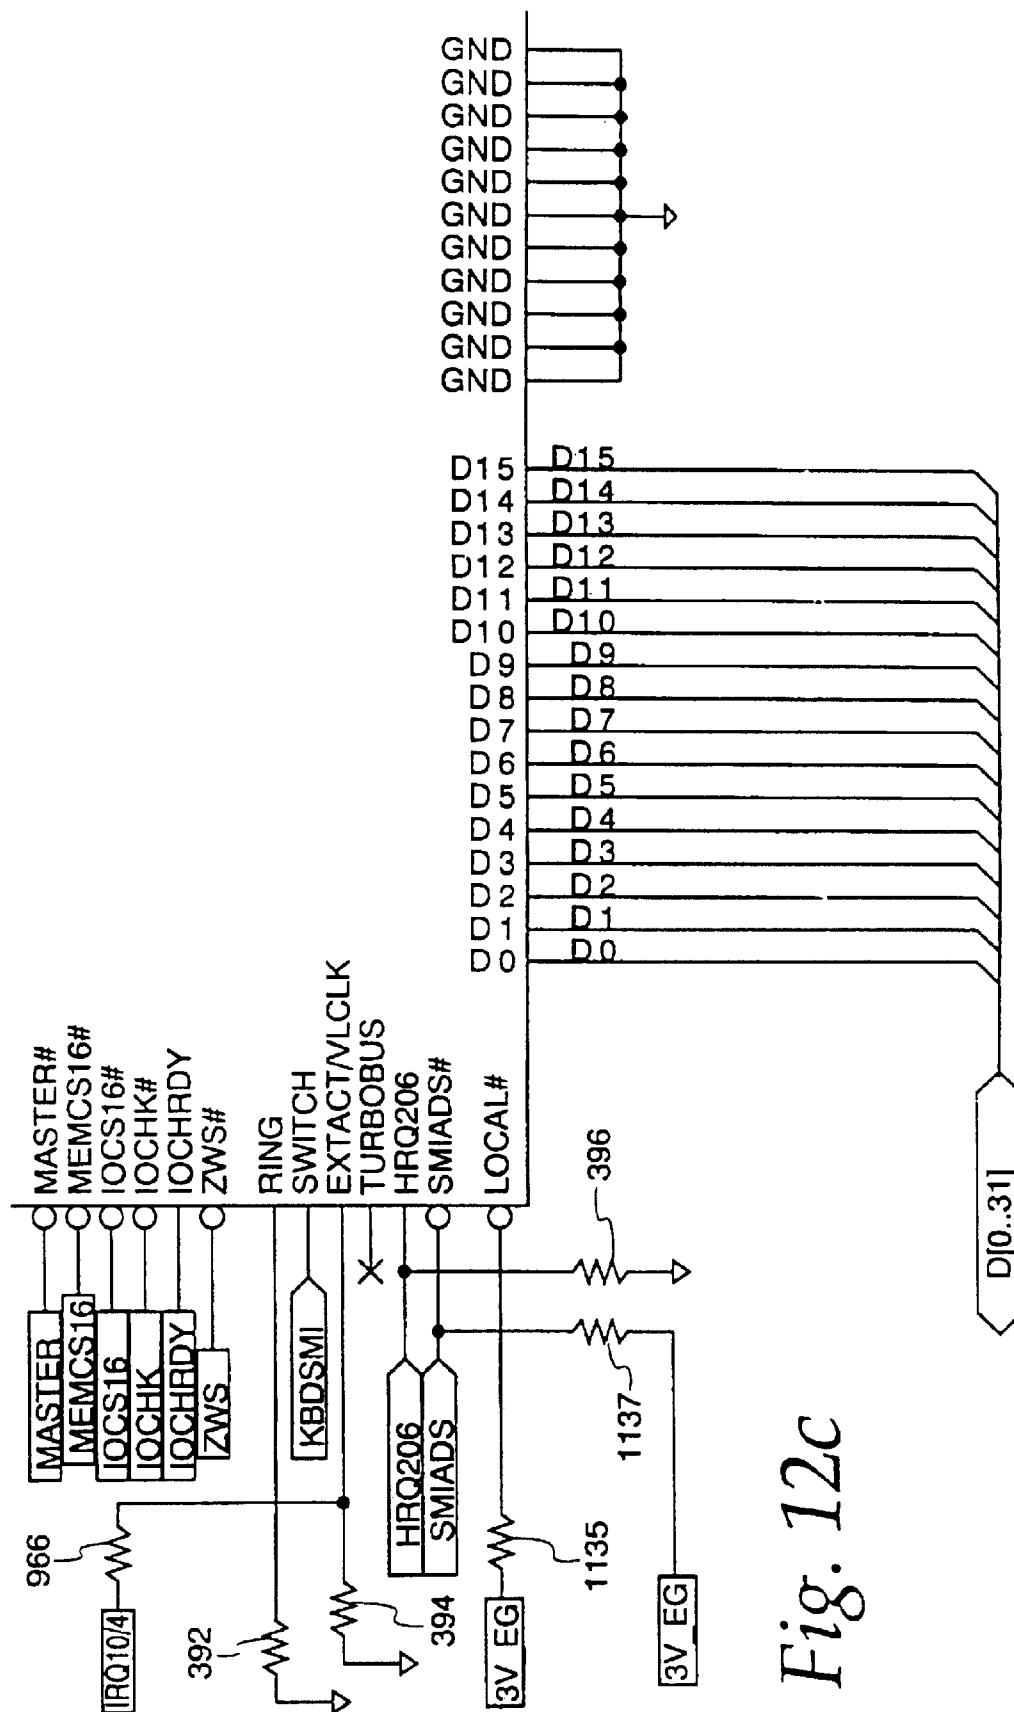 GND
GND
GND
GND
GND
GND
GND
GND
GND
GND
GND
D15 D15
D14 D14
D13 D13
D12 D12
D11 D11
D10 D10
D9 D9
D8 D8
D7 D7
D6 D6
D5 D5
D4 D4
D3 D3
D2 D2
D1 D1
D0 D0
MASTER MASTER#
MEMCS16 MEMCS16#
IOCS16 IOCS16#
IOCHK IOCHK#
IOCHRDY IOCHRDY
ZWS ZWS#
RING
KBDSMI SWITCH
EXTACT/VLCLK
TURBOBUS
HRQ206 HRQ206
SMIADS SMIADS#
LOCAL#
966
IRQ10/4
392
394
3V_EG
1135
1137
396
3V_EG
D[0..31]
Fig. 12c